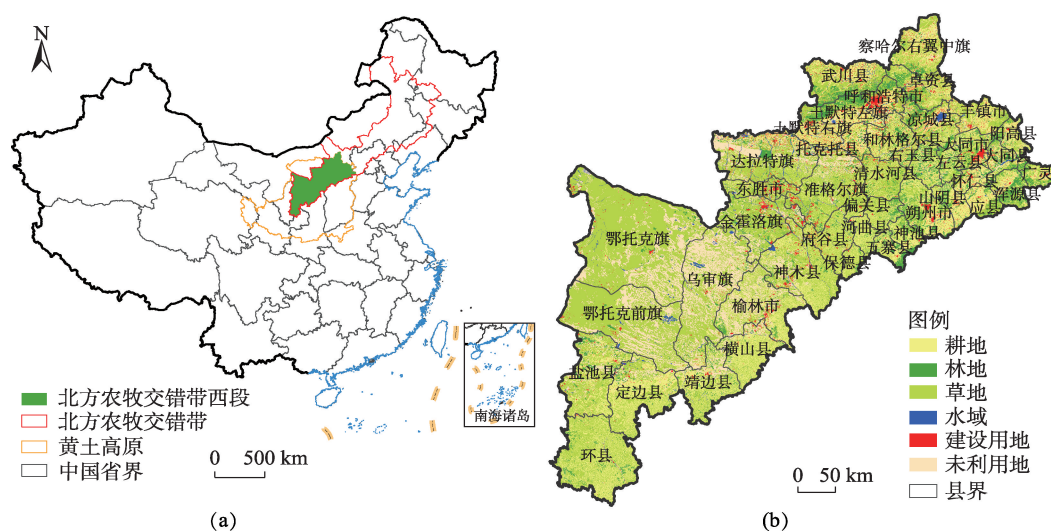 N
北方农牧交错带西段
北方农牧交错带
黄土高原
中国省界
0 500 km
南海诸岛
(a)
察哈尔右翼中旗
武川县
卓资县
呼和浩特市
土默特左旗
凉城县
丰镇市
土默特右旗
阳高县
托克托县
和林格尔县
大同市
右玉县
左云县
大同县
达拉特旗
清水河县
广灵
怀仁县
浑源县
东胜市
准格尔旗
山阴县
应县
偏关县
朔州市
金霍洛旗
河曲县
神池县
鄂托克旗
府谷县
五寨县
保德县
乌审旗
神木县
鄂托克前旗
榆林市
横山县
盐池县
定边县
靖边县
环县
图例
耕地
林地
草地
水域
建设用地
未利用地
县界
0 50 km
(b)